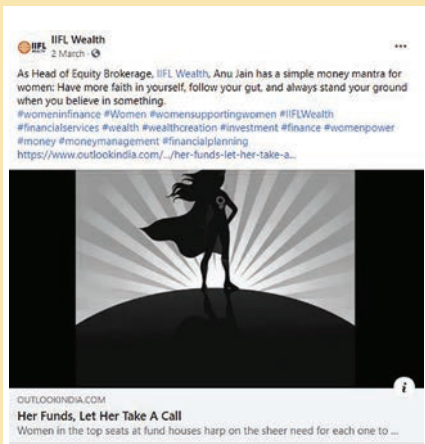 IIFL
IIFL Wealth
2 March ·
As Head of Equity Brokerage, IIFL Wealth, Anu Jain has a simple money mantra for
women: Have more faith in yourself, follow your gut, and always stand your ground
when you believe in something.
#womeninfinance #Women #womensupportingwomen #IIFLWealth
#financialservices #wealth #wealthcreation #investment #finance #womenpower
#money #moneymanagement #financialplanning
https://www.outlookindia.com/.../her-funds-let-her-take-a...
i
OUTLOOKINDIA.COM
Her Funds, Let Her Take A Call
Women in the top seats at fund houses harp on the sheer need for each one to ...